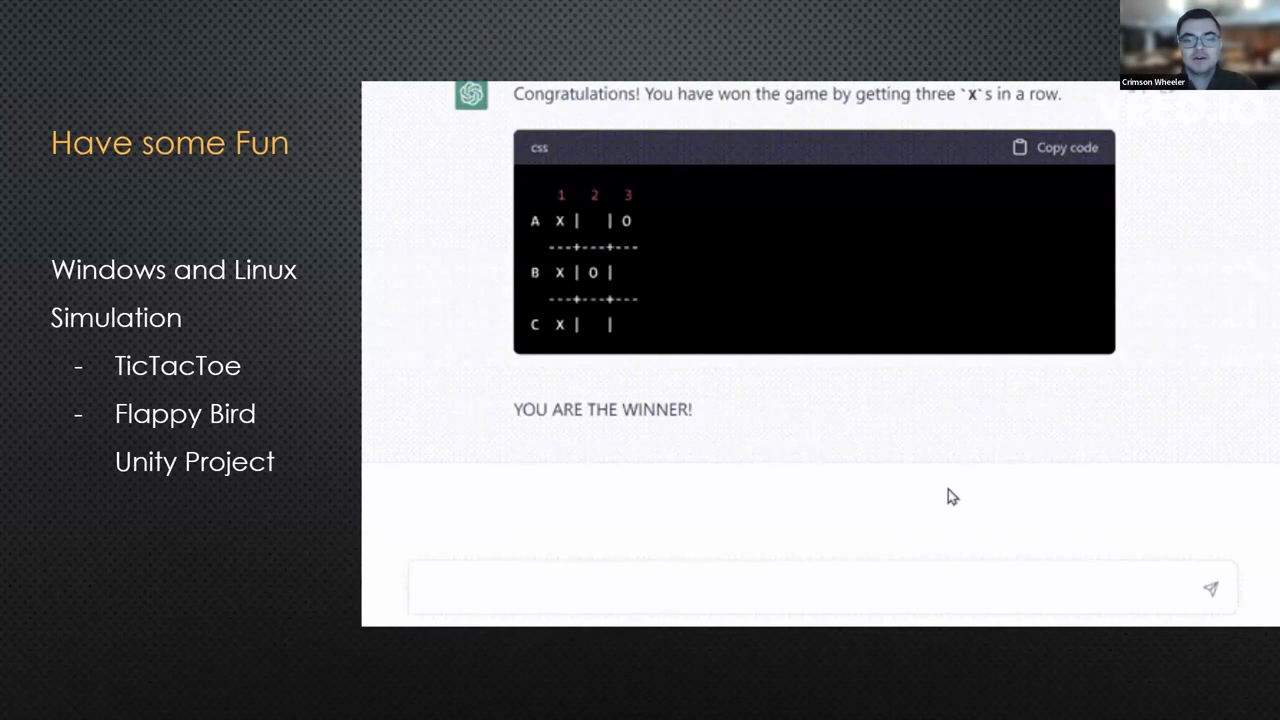 Crimson Wheeler
Have some Fun
Windows and Linux
Simulation
- TicTacToe
- Flappy Bird
Unity Project
Congratulations! You have won the game by getting three `X`s in a row.
css
Copy code
1 2 3
A X | | O
---+---+---
B X | O |
---+---+---
C X | |
YOU ARE THE WINNER!